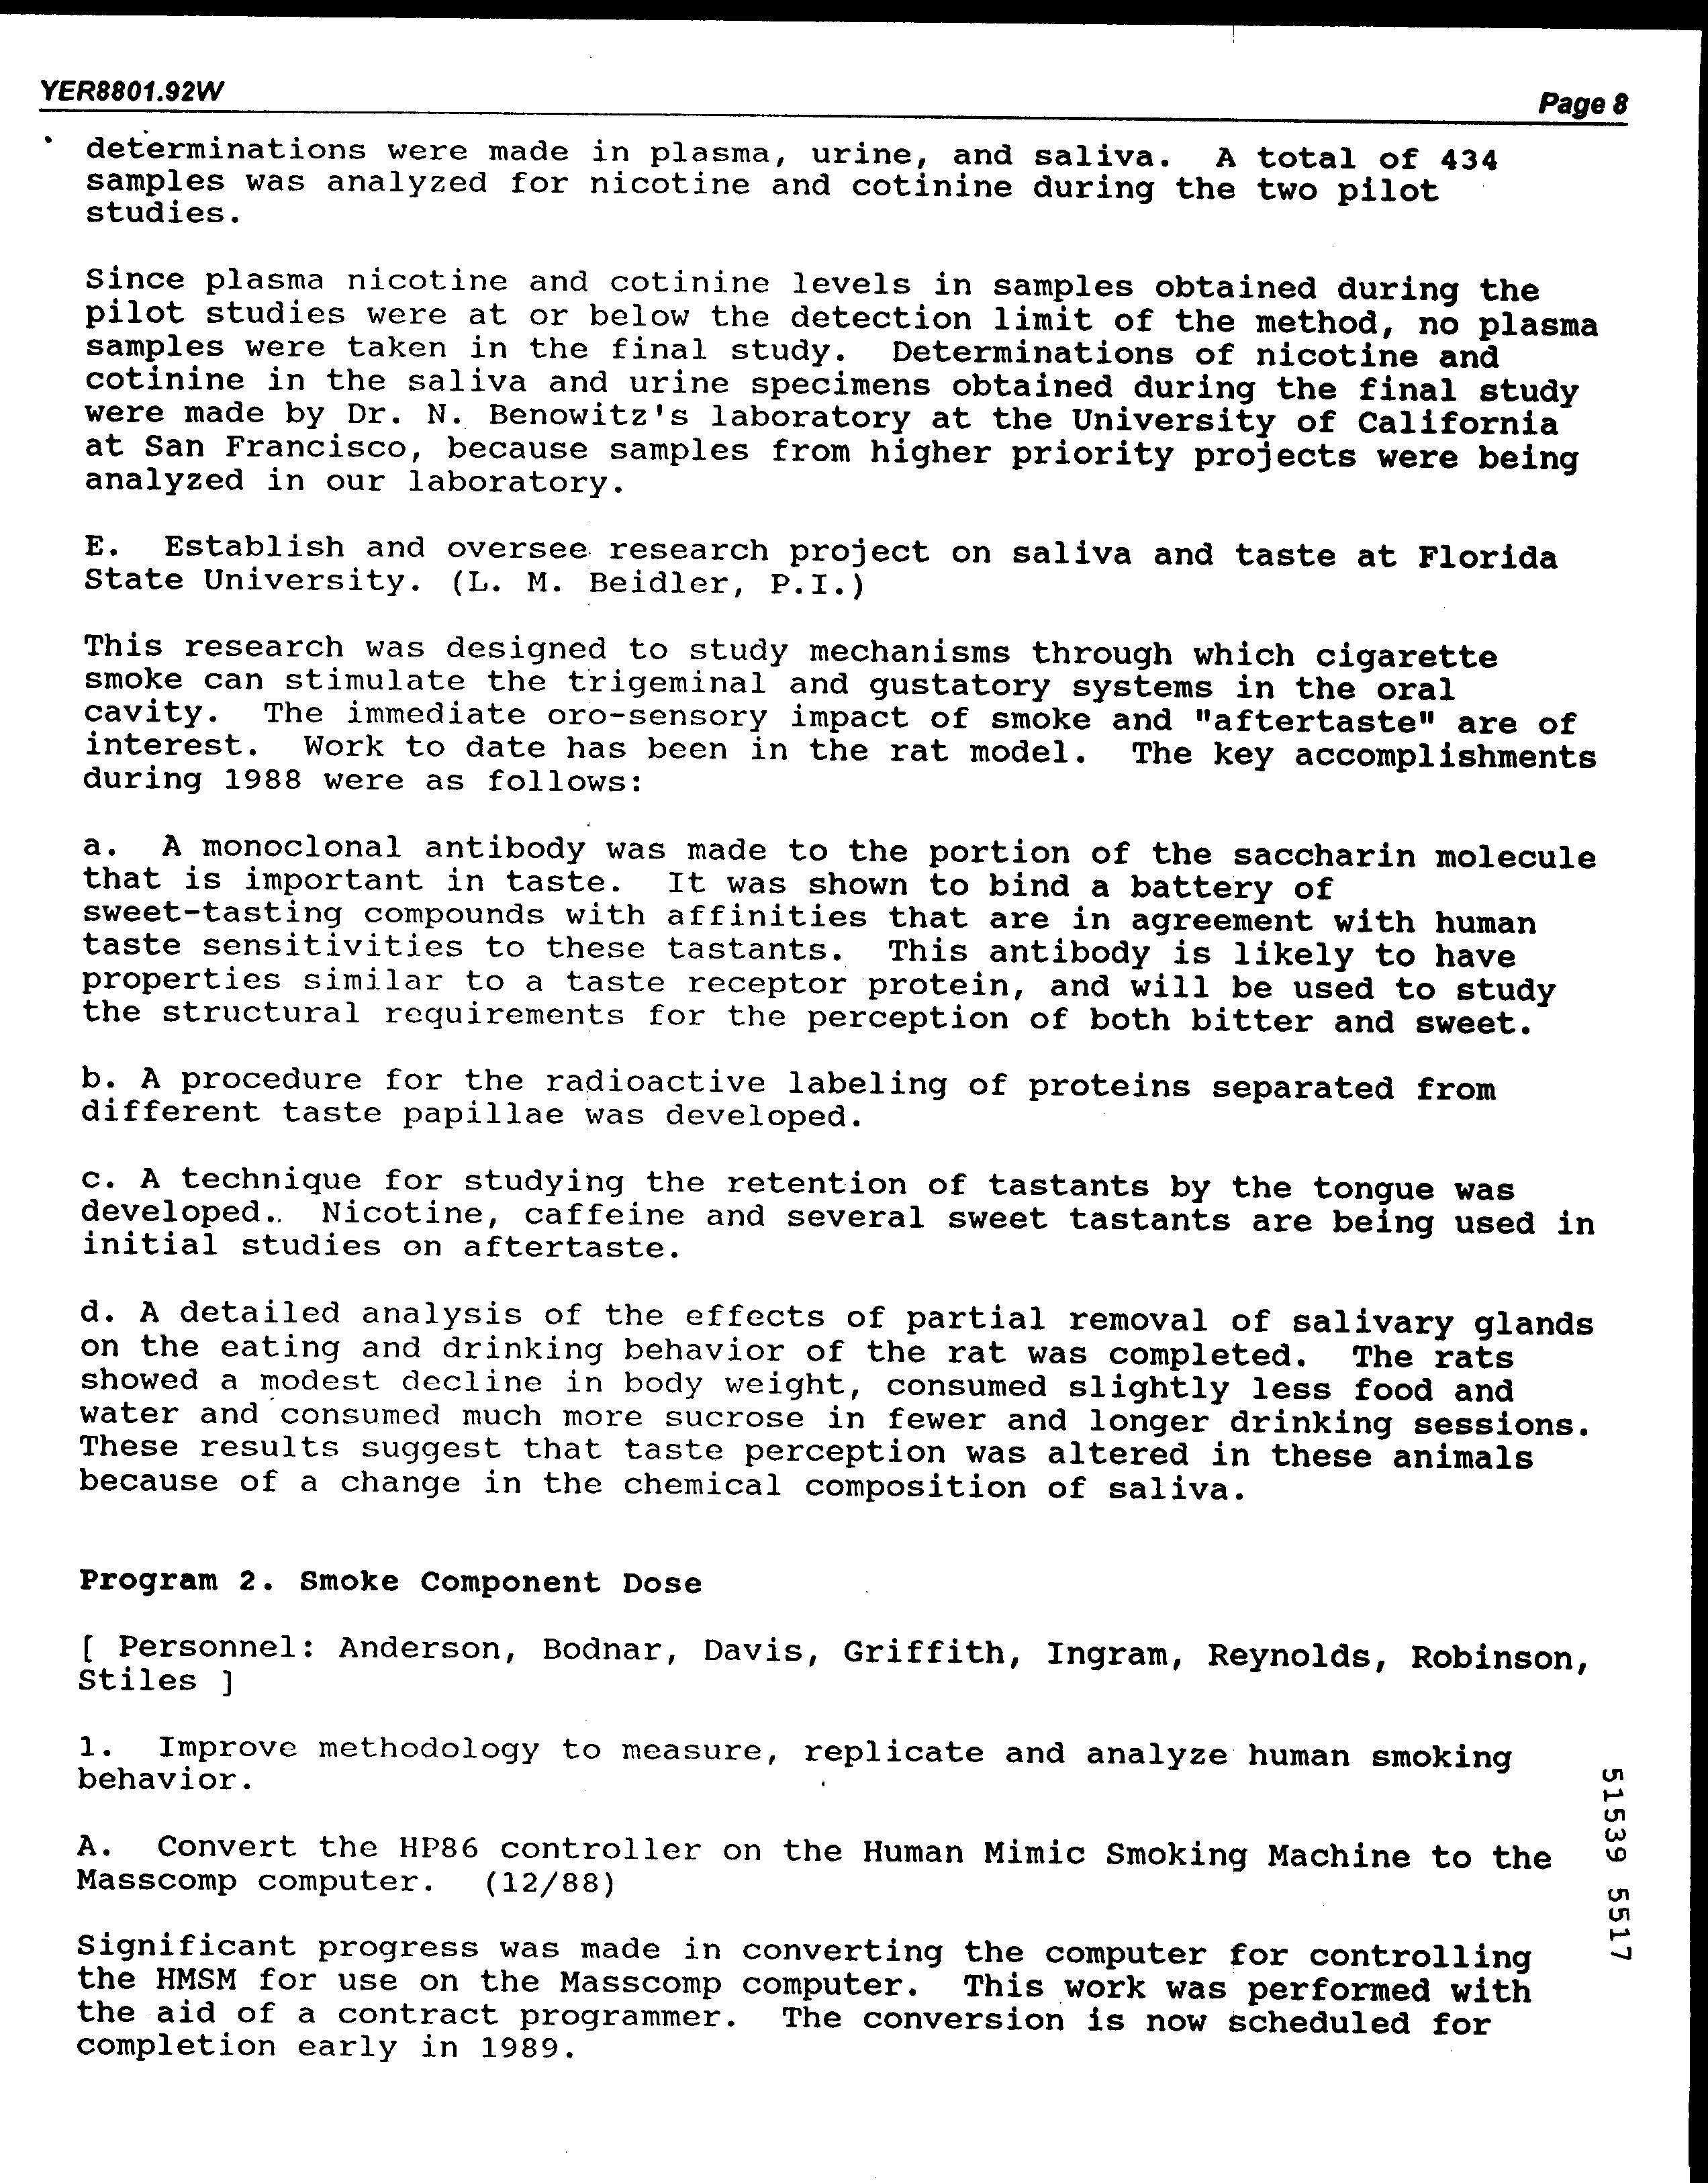 YER8801.92W
Page 8
determinations were made in plasma, urine, and saliva. A total of 434
samples was analyzed for nicotine and cotinine during the two pilot
studies.
Since plasma nicotine and cotinine levels in samples obtained during the
pilot studies were at or below the detection limit of the method, no plasma
samples were taken in the final study. Determinations of nicotine and
cotinine in the saliva and urine specimens obtained during the final study
were made by Dr. N. Benowitz's laboratory at the University of California
at San Francisco, because samples from higher priority projects were being
analyzed in our laboratory.
E. Establish and oversee research project on saliva and taste at Florida
State University. (L. M. Beidler, P.I.)
This research was designed to study mechanisms through which cigarette
smoke can stimulate the trigeminal and gustatory systems in the oral
cavity. The immediate oro-sensory impact of smoke and "aftertaste" are of
interest. Work to date has been in the rat model. The key accomplishments
during 1988 were as follows:
a. A monoclonal antibody was made to the portion of the saccharin molecule
that is important in taste. It was shown to bind a battery of
sweet-tasting compounds with affinities that are in agreement with human
taste sensitivities to these tastants. This antibody is likely to have
properties similar to a taste receptor protein, and will be used to study
the structural requirements for the perception of both bitter and sweet.
b. A procedure for the radioactive labeling of proteins separated from
different taste papillae was developed.
c. A technique for studying the retention of tastants by the tongue was
developed. Nicotine, caffeine and several sweet tastants are being used in
initial studies on aftertaste.
d. A detailed analysis of the effects of partial removal of salivary glands
on the eating and drinking behavior of the rat was completed. The rats
showed a modest decline in body weight, consumed slightly less food and
water and consumed much more sucrose in fewer and longer drinking sessions.
These results suggest that taste perception was altered in these animals
because of a change in the chemical composition of saliva.
Program 2. Smoke Component Dose
[ Personnel: Anderson, Bodnar, Davis, Griffith, Ingram, Reynolds, Robinson,
Stiles ]
1. Improve methodology to measure, replicate and analyze human smoking
behavior.
A. Convert the HP86 controller on the Human Mimic Smoking Machine to the
Masscomp computer. (12/88)
Significant progress was made in converting the computer for controlling
the HMSM for use on the Masscomp computer. This work was performed with
the aid of a contract programmer. The conversion is now scheduled for
completion early in 1989.
51539 5517